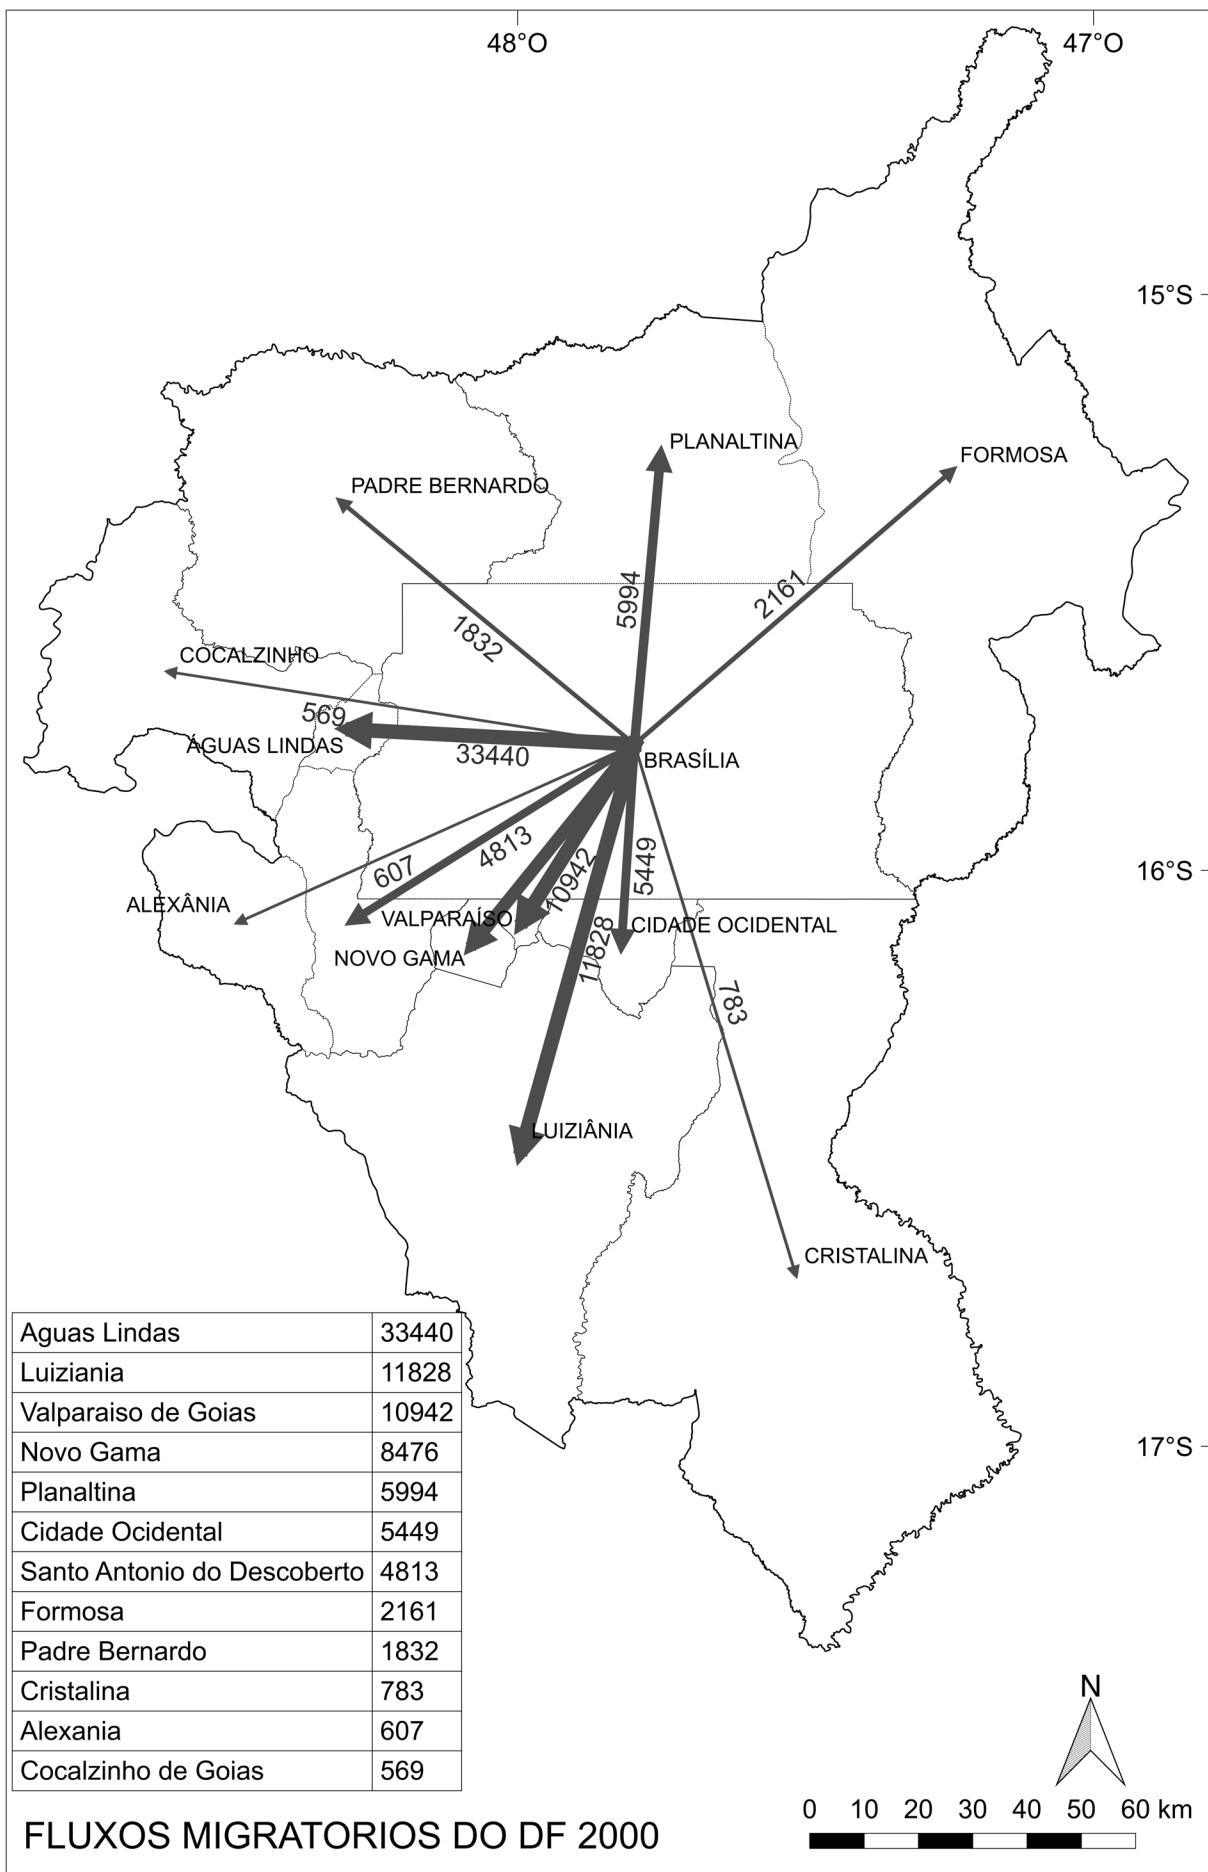 48°O
47°O
15°S
PLANALTINA
FORMOSA
PADRE BERNARDO
5994
2161
1832
COCALZINHO
569
ÁGUAS LINDAS
33440
BRASÍLIA
4813
5449
607
10942
16°S
ALEXÂNIA
VALPARAÍSO
CIDADE OCIDENTAL
11828
NOVO GAMA
783
LUIZIÂNIA
CRISTALINA
Aguas Lindas 33440
Luiziania 11828
Valparaiso de Goias 10942
17°S
Novo Gama 8476
Planaltina 5994
Cidade Ocidental 5449
Santo Antonio do Descoberto 4813
Formosa 2161
Padre Bernardo 1832
Cristalina 783
N
Alexania 607
Cocalzinho de Goias 569
0 10 20 30 40 50 60 km
FLUXOS MIGRATORIOS DO DF 2000